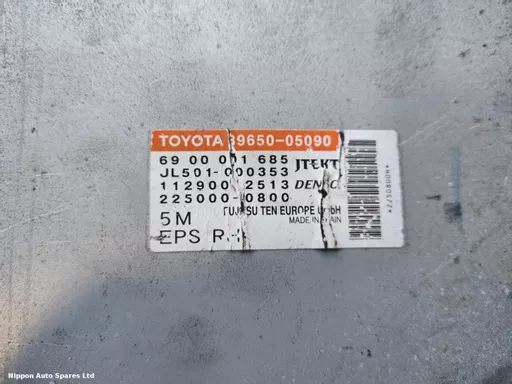 TOYOTA 89650-05090
69 00 001 685 JTEKT
JL501-000353
112900-2513 DENSO
225000-0800
FUJITSU TEN EUROPE GmbH
5M MADE IN SPAIN
EPS
*2250800H*
Nippon Auto Spares Ltd